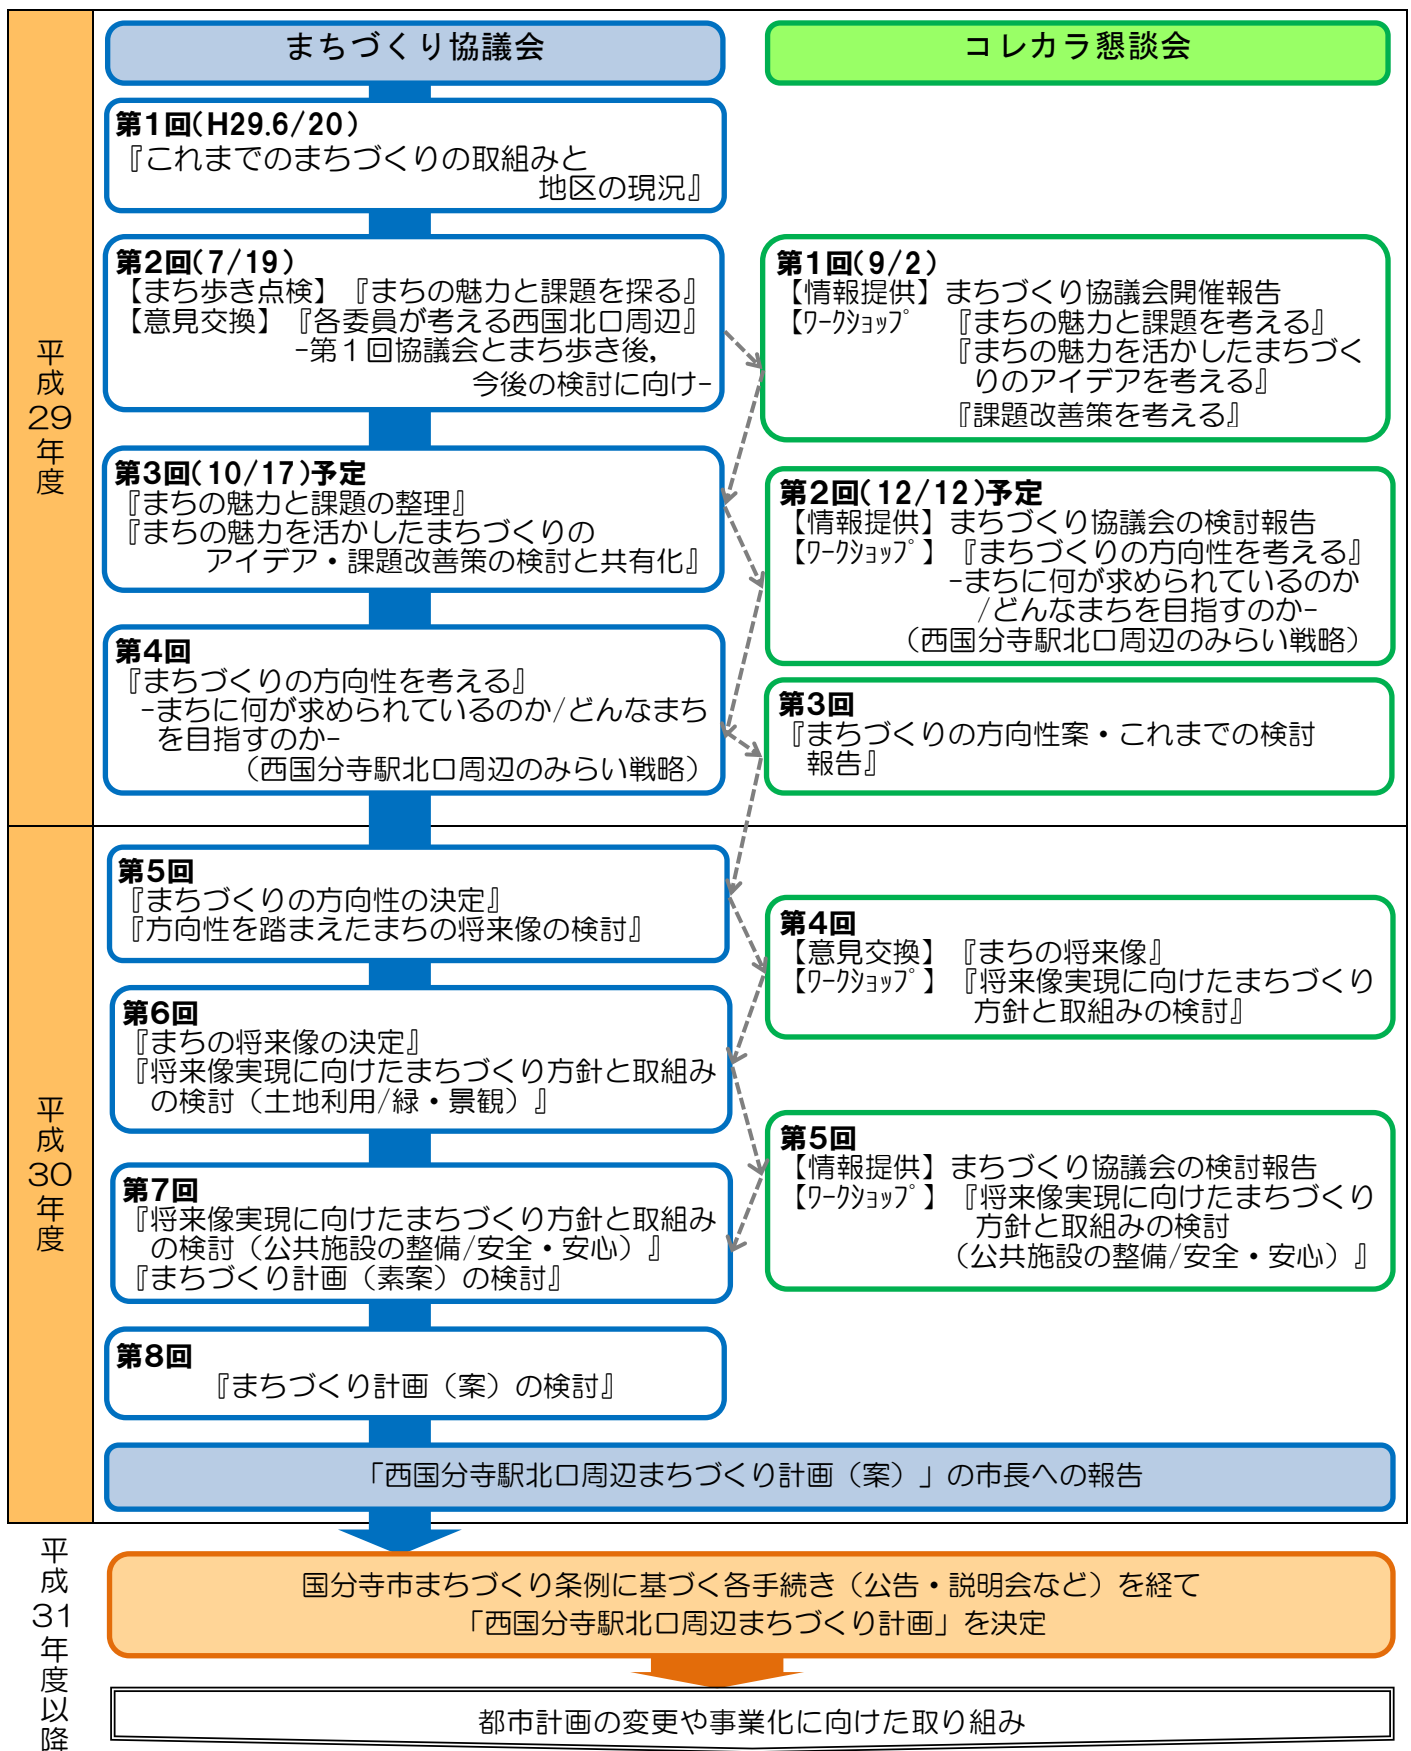 まちづくり協議会
コレカラ懇談会
平成29年度
第1回(H29.6/20)
『これまでのまちづくりの取組みと
地区の現況』
第2回(7/19)
【まち歩き点検】『まちの魅力と課題を探る』
【意見交換】『各委員が考える西国北口周辺』
-第1回協議会とまち歩き後,
今後の検討に向け-
第1回(9/2)
【情報提供】まちづくり協議会開催報告
【ﾜｰｸｼｮｯﾌﾟ 『まちの魅力と課題を考える』
『まちの魅力を活かしたまちづく
りのアイデアを考える』
『課題改善策を考える』
第3回(10/17)予定
『まちの魅力と課題の整理』
『まちの魅力を活かしたまちづくりの
アイデア・課題改善策の検討と共有化』
第2回(12/12)予定
【情報提供】まちづくり協議会の検討報告
【ﾜｰｸｼｮｯﾌﾟ】『まちづくりの方向性を考える』
-まちに何が求められているのか
/どんなまちを目指すのか-
（西国分寺駅北口周辺のみらい戦略）
第4回
『まちづくりの方向性を考える』
-まちに何が求められているのか/どんなまち
を目指すのか-
（西国分寺駅北口周辺のみらい戦略）
第3回
『まちづくりの方向性案・これまでの検討
報告』
平成30年度
第5回
『まちづくりの方向性の決定』
『方向性を踏まえたまちの将来像の検討』
第4回
【意見交換】『まちの将来像』
【ﾜｰｸｼｮｯﾌﾟ】『将来像実現に向けたまちづくり
方針と取組みの検討』
第6回
『まちの将来像の決定』
『将来像実現に向けたまちづくり方針と取組み
の検討（土地利用/緑・景観）』
第5回
【情報提供】まちづくり協議会の検討報告
【ﾜｰｸｼｮｯﾌﾟ】『将来像実現に向けたまちづくり
方針と取組みの検討
（公共施設の整備/安全・安心）』
第7回
『将来像実現に向けたまちづくり方針と取組み
の検討（公共施設の整備/安全・安心）』
『まちづくり計画（素案）の検討』
第8回
『まちづくり計画（案）の検討』
「西国分寺駅北口周辺まちづくり計画（案）」の市長への報告
平成31年度以降
国分寺市まちづくり条例に基づく各手続き（公告・説明会など）を経て
「西国分寺駅北口周辺まちづくり計画」を決定
都市計画の変更や事業化に向けた取り組み